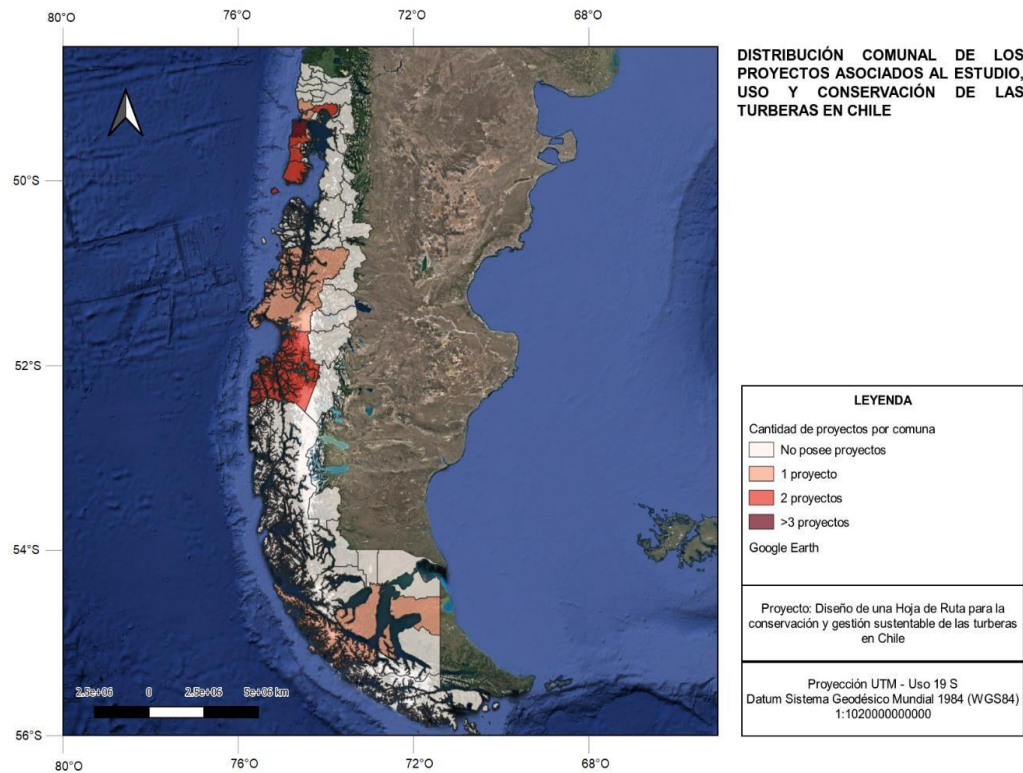 80°O 76°O 72°O 68°O
DISTRIBUCIÓN COMUNAL DE LOS
PROYECTOS ASOCIADOS AL ESTUDIO,
USO Y CONSERVACIÓN DE LAS
TURBERAS EN CHILE
50°S
52°S
54°S
56°S
LEYENDA
Cantidad de proyectos por comuna
No posee proyectos
1 proyecto
2 proyectos
>3 proyectos
Google Earth
Proyecto: Diseño de una Hoja de Ruta para la
conservación y gestión sustentable de las turberas
en Chile
Proyección UTM - Uso 19 S
Datum Sistema Geodésico Mundial 1984 (WGS84)
1:1020000000000
2.5e+06 0 2.5e+06 5e+06 km
80°O 76°O 72°O 68°O